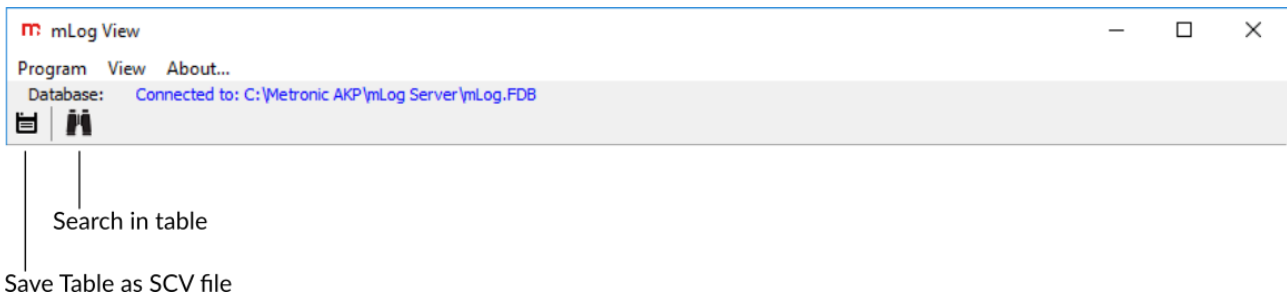 mLog View
Program View About...
Database: Connected to: C:\Metronic AKP\mLog Server\mLog.FDB
Search in table
Save Table as SCV file